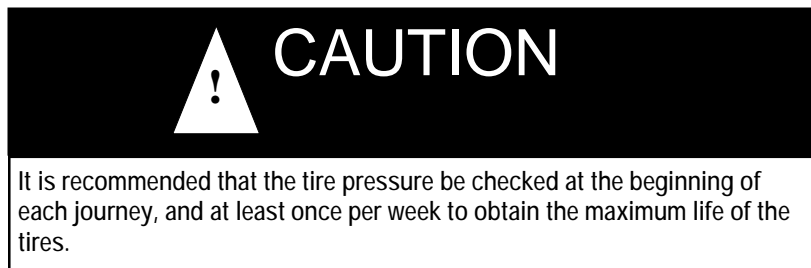 ! CAUTION
It is recommended that the tire pressure be checked at the beginning of
each journey, and at least once per week to obtain the maximum life of the
tires.